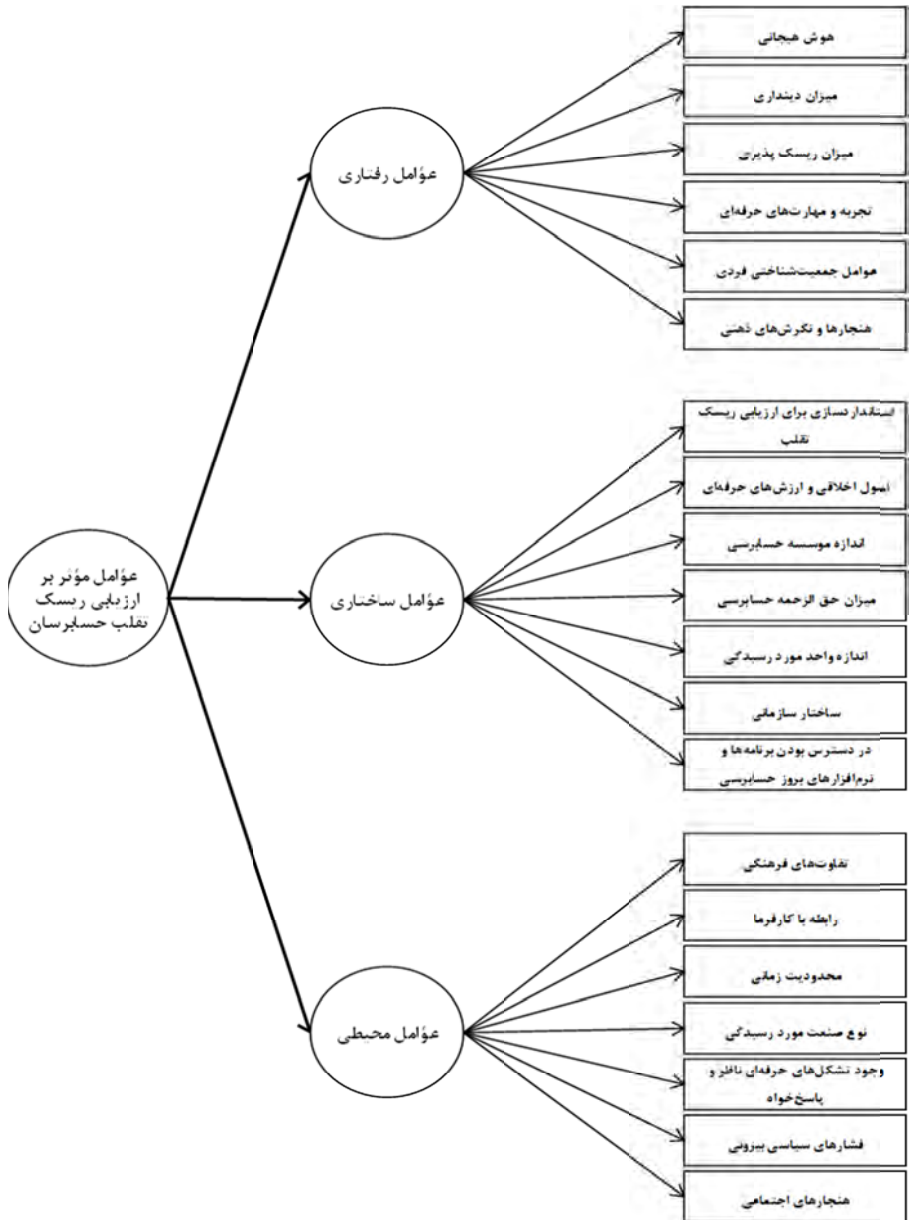 عوامل مؤثر بر
ارزیابی ریسک
تقلب حسابرسان
عوامل رفتاری
هوش هیجانی
میزان دینداری
میزان ریسک پذیری
تجربه و مهارت‌های حرفه‌ای
عوامل جمعیت‌شناختی فردی
هنجارها و نگرش‌های ذهنی
عوامل ساختاری
استانداردسازی برای ارزیابی ریسک
تقلب
اصول اخلاقی و ارزش‌های حرفه‌ای
اندازه موسسه حسابرسی
میزان حق الزحمه حسابرسی
اندازه واحد مورد رسیدگی
ساختار سازمانی
در دسترس بودن برنامه‌ها و
نرم‌افزارهای بروز حسابرسی
عوامل محیطی
تفاوت‌های فرهنگی
رابطه با کارفرما
محدودیت زمانی
نوع صنعت مورد رسیدگی
وجود تشکل‌های حرفه‌ای ناظر و
پاسخ‌خواه
فشارهای سیاسی بیرونی
هنجارهای اجتماعی